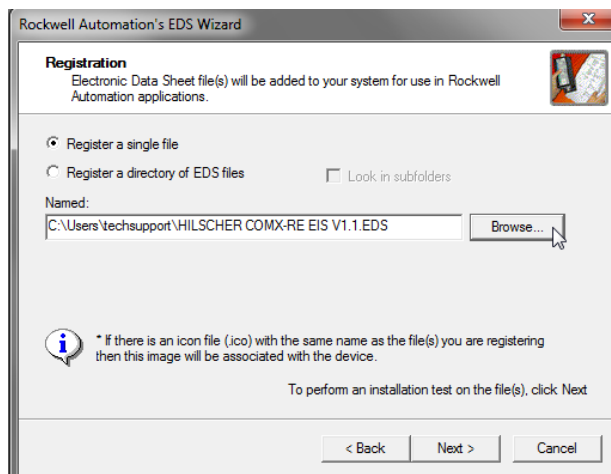 Rockwell Automation's EDS Wizard
Registration
Electronic Data Sheet file(s) will be added to your system for use in Rockwell
Automation applications.
Register a single file
Register a directory of EDS files
Look in subfolders
Named:
C:\Users\techsupport\HILSCHER COMX-RE EIS V1.1.EDS
Browse...
* If there is an icon file (.ico) with the same name as the file(s) you are registering
then this image will be associated with the device.
To perform an installation test on the file(s), click Next
< Back
Next >
Cancel